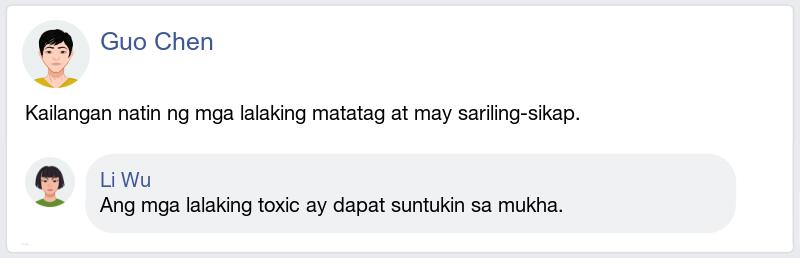 Guo Chen
Kailangan natin ng mga lalaking matatag at may sariling-sikap.
Li Wu
Ang mga lalaking toxic ay dapat suntukin sa mukha.